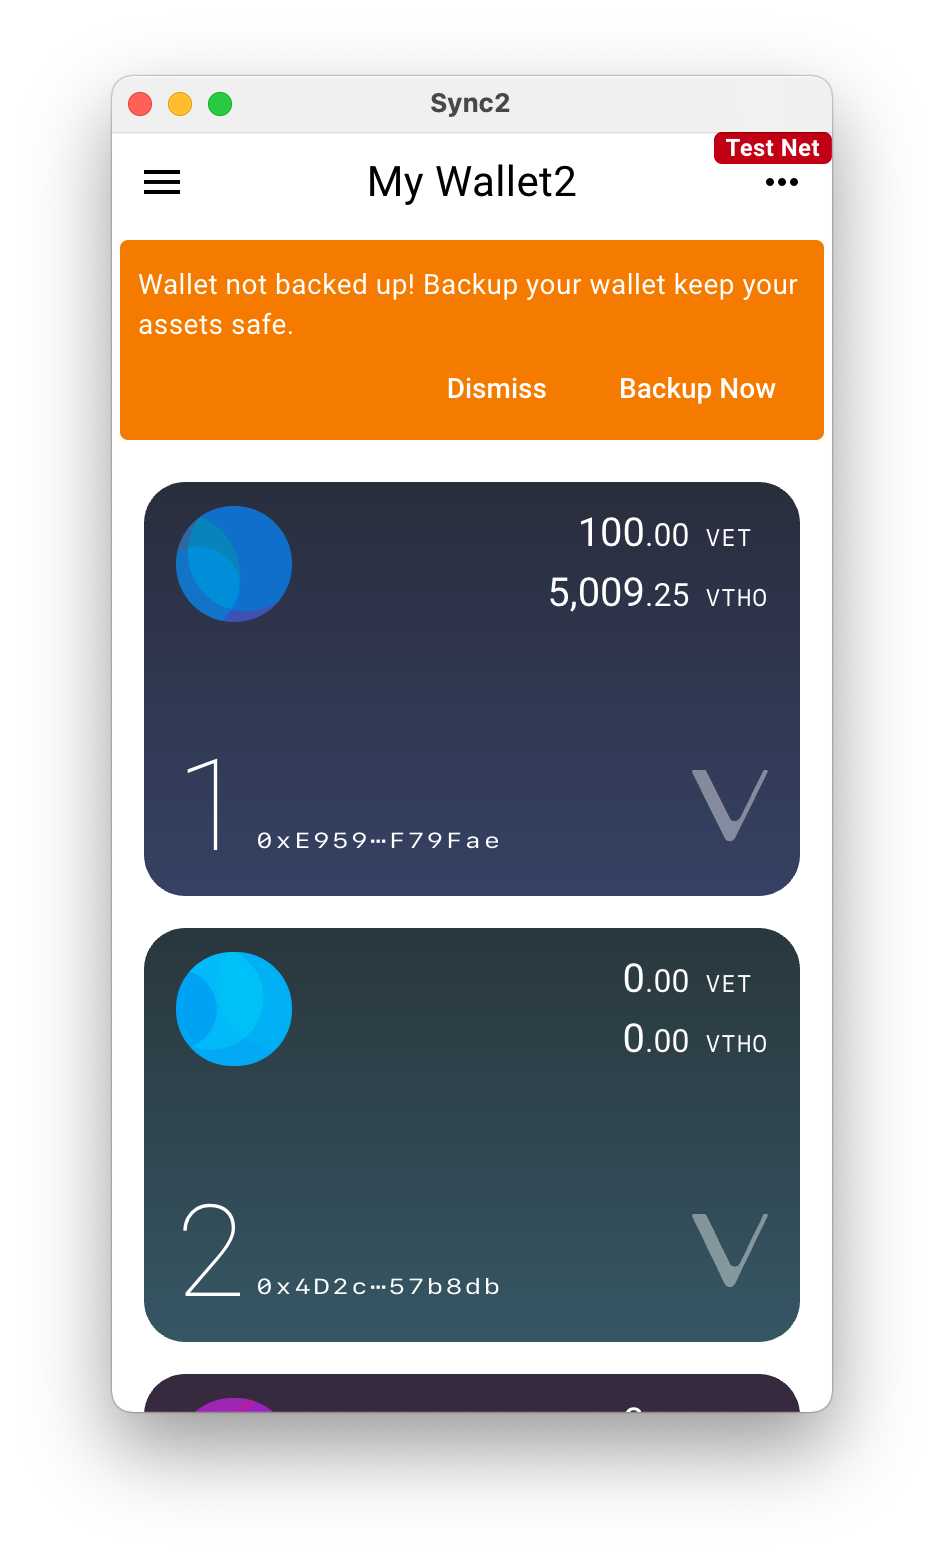 Sync2
Test Net
My Wallet2
Wallet not backed up! Backup your wallet keep your
assets safe.
Dismiss Backup Now
100.00 VET
5,009.25 VTHO
1 0xE959⋯F79Fae
0.00 VET
0.00 VTHO
2 0x4D2c⋯57b8db